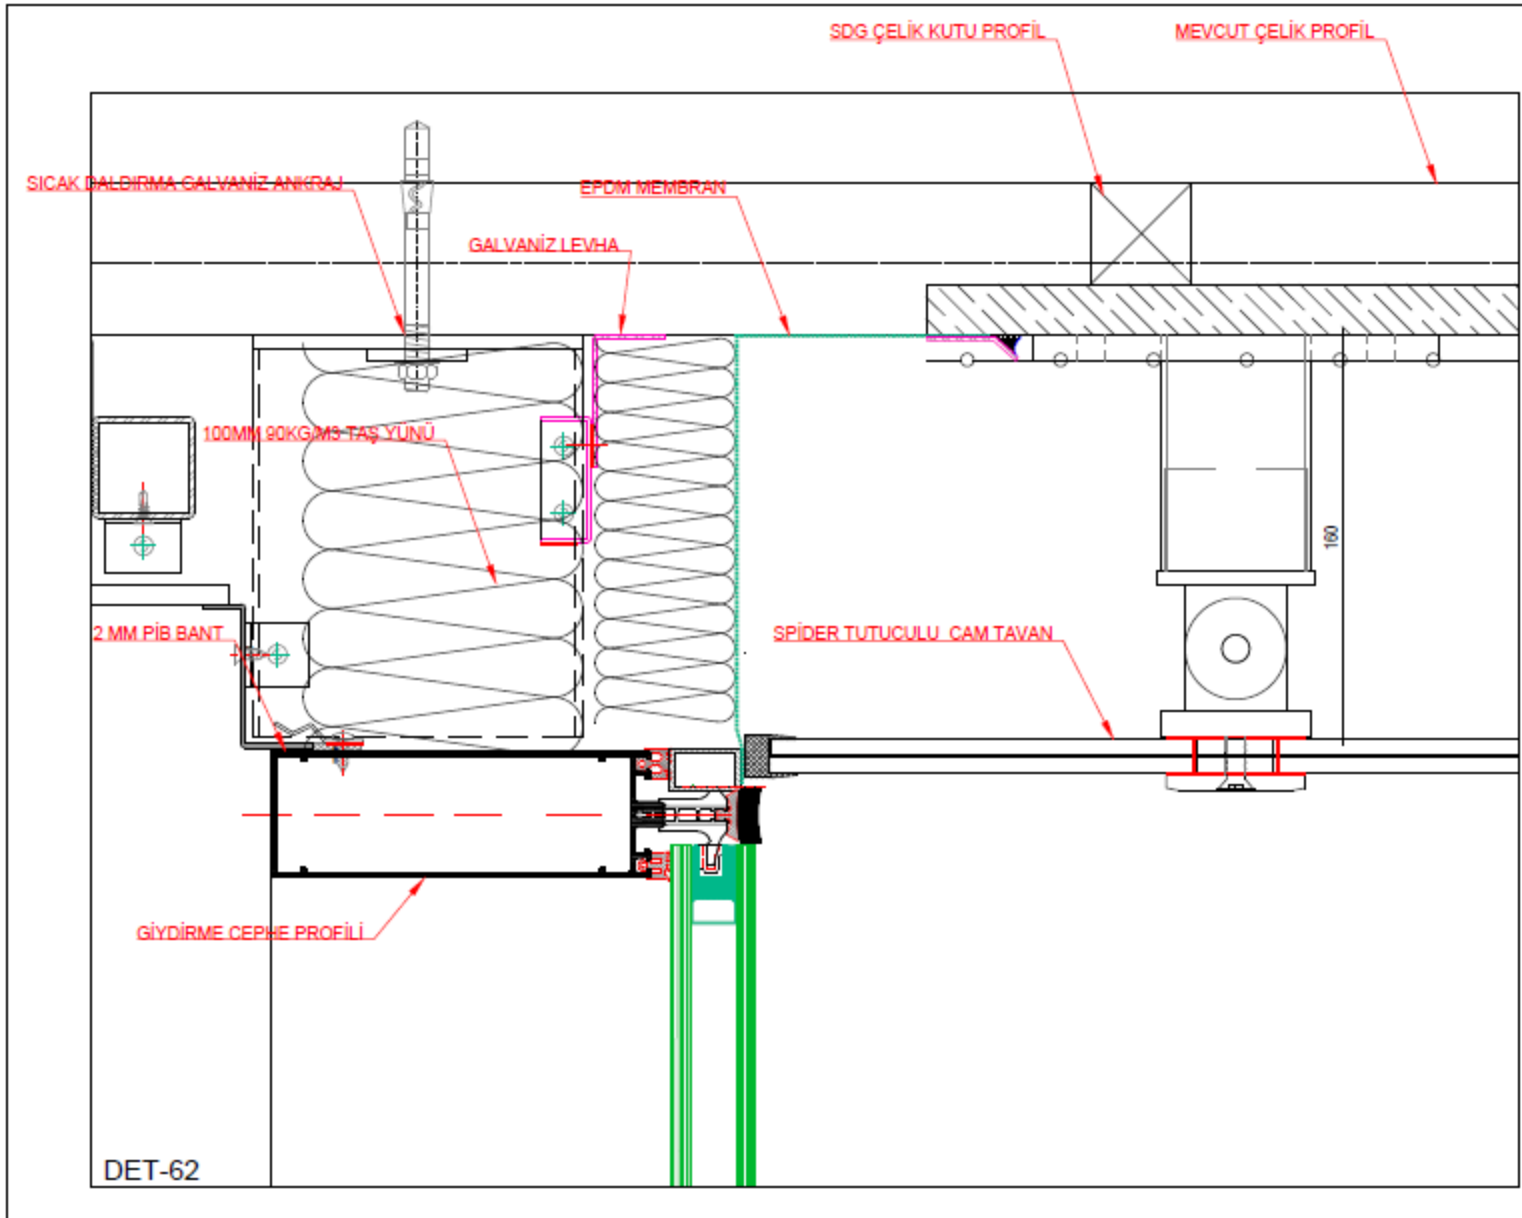 SDG ÇELİK KUTU PROFİL
MEVCUT ÇELİK PROFİL
SICAK DALDIRMA GALVANİZ ANKRAJ
EPDM MEMBRAN
GALVANİZ LEVHA
100MM 90KG/M3 TAŞ YÜNÜ
160
2 MM PİB BANT
SPİDER TUTUCULU CAM TAVAN
GİYDİRME CEPHE PROFİLİ
DET-62